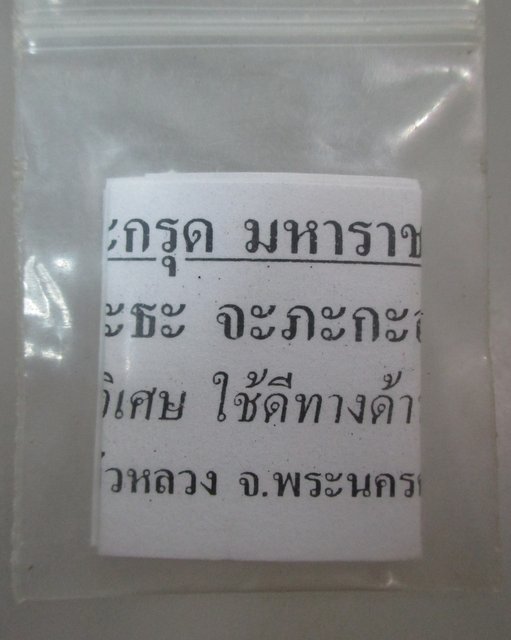 ะกรุด มหาราช
ะธะ จะภะกะ
วิเศษ ใช้ดีทางด้า
ัวหลวง จ.พระนคร